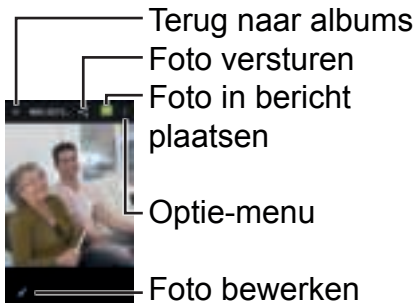 Terug naar albums
Foto versturen
Foto in bericht
plaatsen
Optie-menu
Foto bewerken